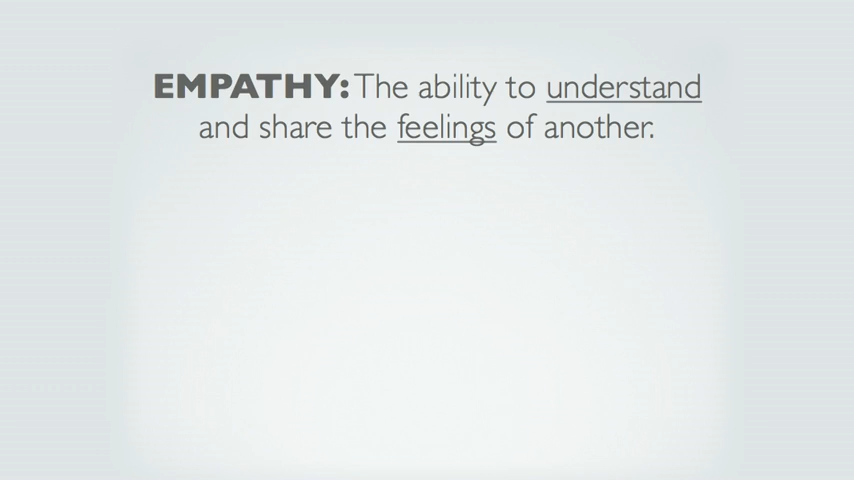 EMPATHY: The ability to understand
and share the feelings of another.